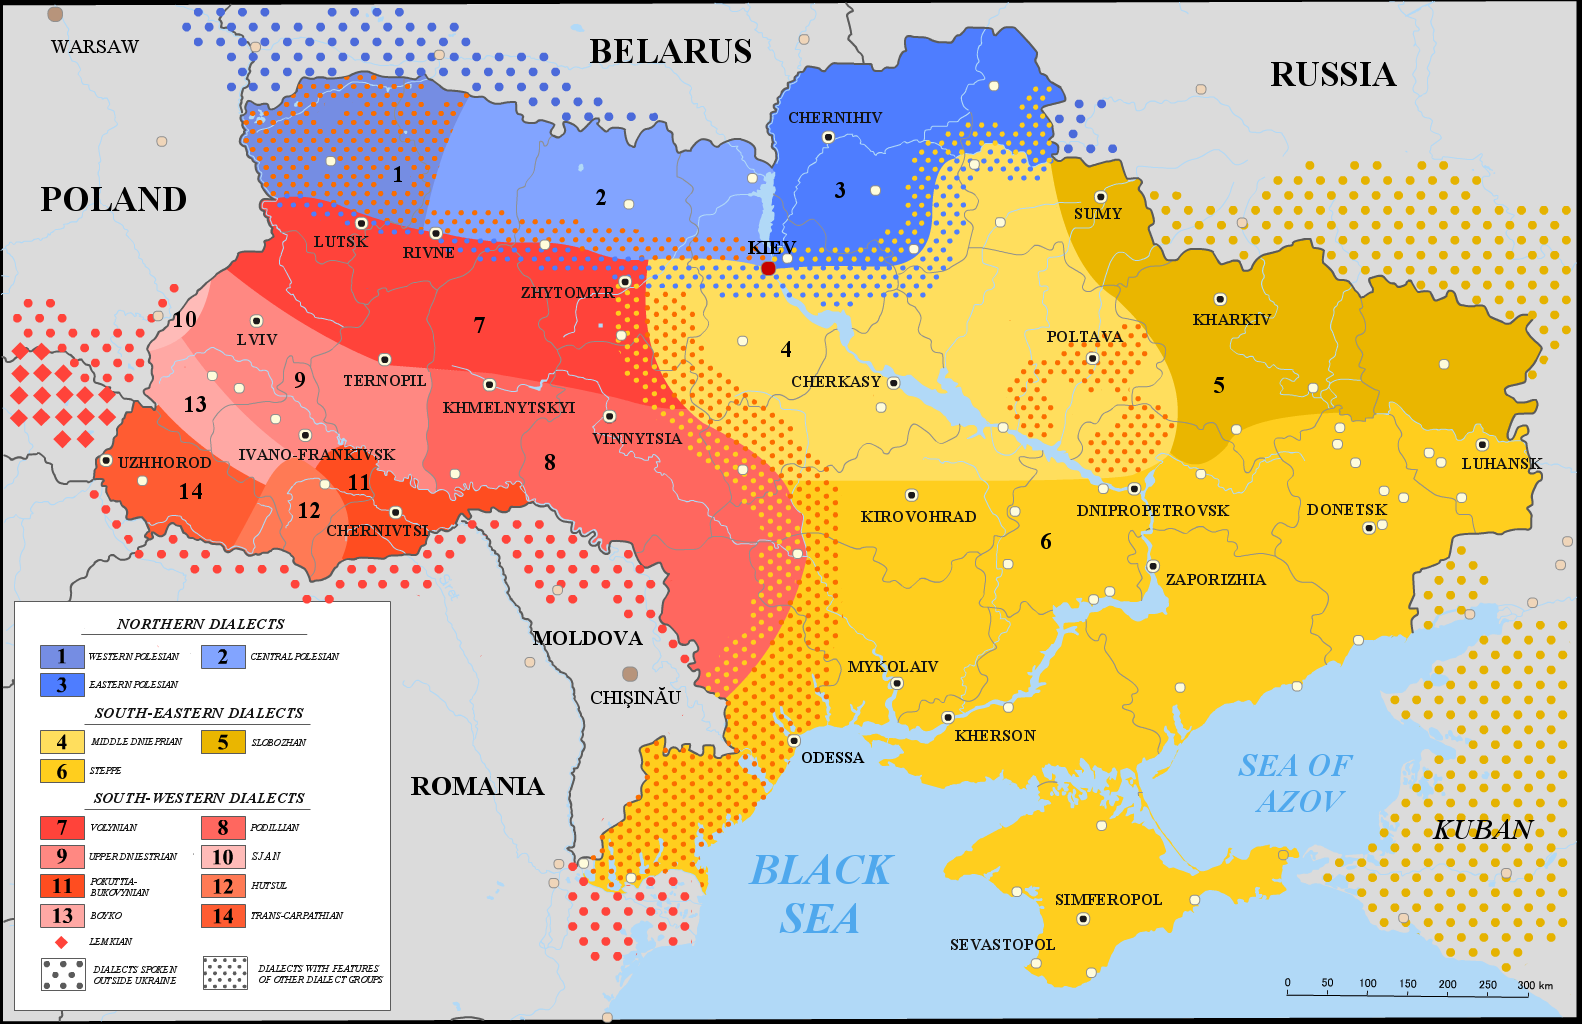 WARSAW
BELARUS
RUSSIA
CHERNIHIV
1
2
3
POLAND
SUMY
LUTSK
RIVNE
KIEV
ZHYTOMYR
10
7
LVIV
KHARKIV
4
POLTAVA
TERNOPIL
9
CHERKASY
5
13
KHMELNYTSKYI
VINNYTSIA
IVANO-FRANKIVSK
UZHHOROD
8
LUHANSK
14
11
12
CHERNIVTSI
KIROVOHRAD
DNIPROPETROVSK
DONETSK
6
ZAPORIZHIA
MOLDOVA
MYKOLAIV
CHIŞINĂU
KHERSON
ODESSA
ROMANIA
SEA OF
AZOV
KUBAN
BLACK
SEA
SIMFEROPOL
SEVASTOPOL
NORTHERN DIALECTS
1 WESTERN POLESIAN
2 CENTRAL POLESIAN
3 EASTERN POLESIAN
SOUTH-EASTERN DIALECTS
4 MIDDLE DNIEPRIAN
5 SLOBOZHAN
6 STEPPE
SOUTH-WESTERN DIALECTS
7 VOLYNIAN
8 PODILLIAN
9 UPPER DNIESTRIAN
10 SJAN
11 POKUTTIA-
BUKOVYNIAN
12 HUTSUL
13 BOYKO
14 TRANS-CARPATHIAN
LEMKIAN
DIALECTS SPOKEN
OUTSIDE UKRAINE
DIALECTS WITH FEATURES
OF OTHER DIALECT GROUPS
0 50 100 150 200 250 300 km